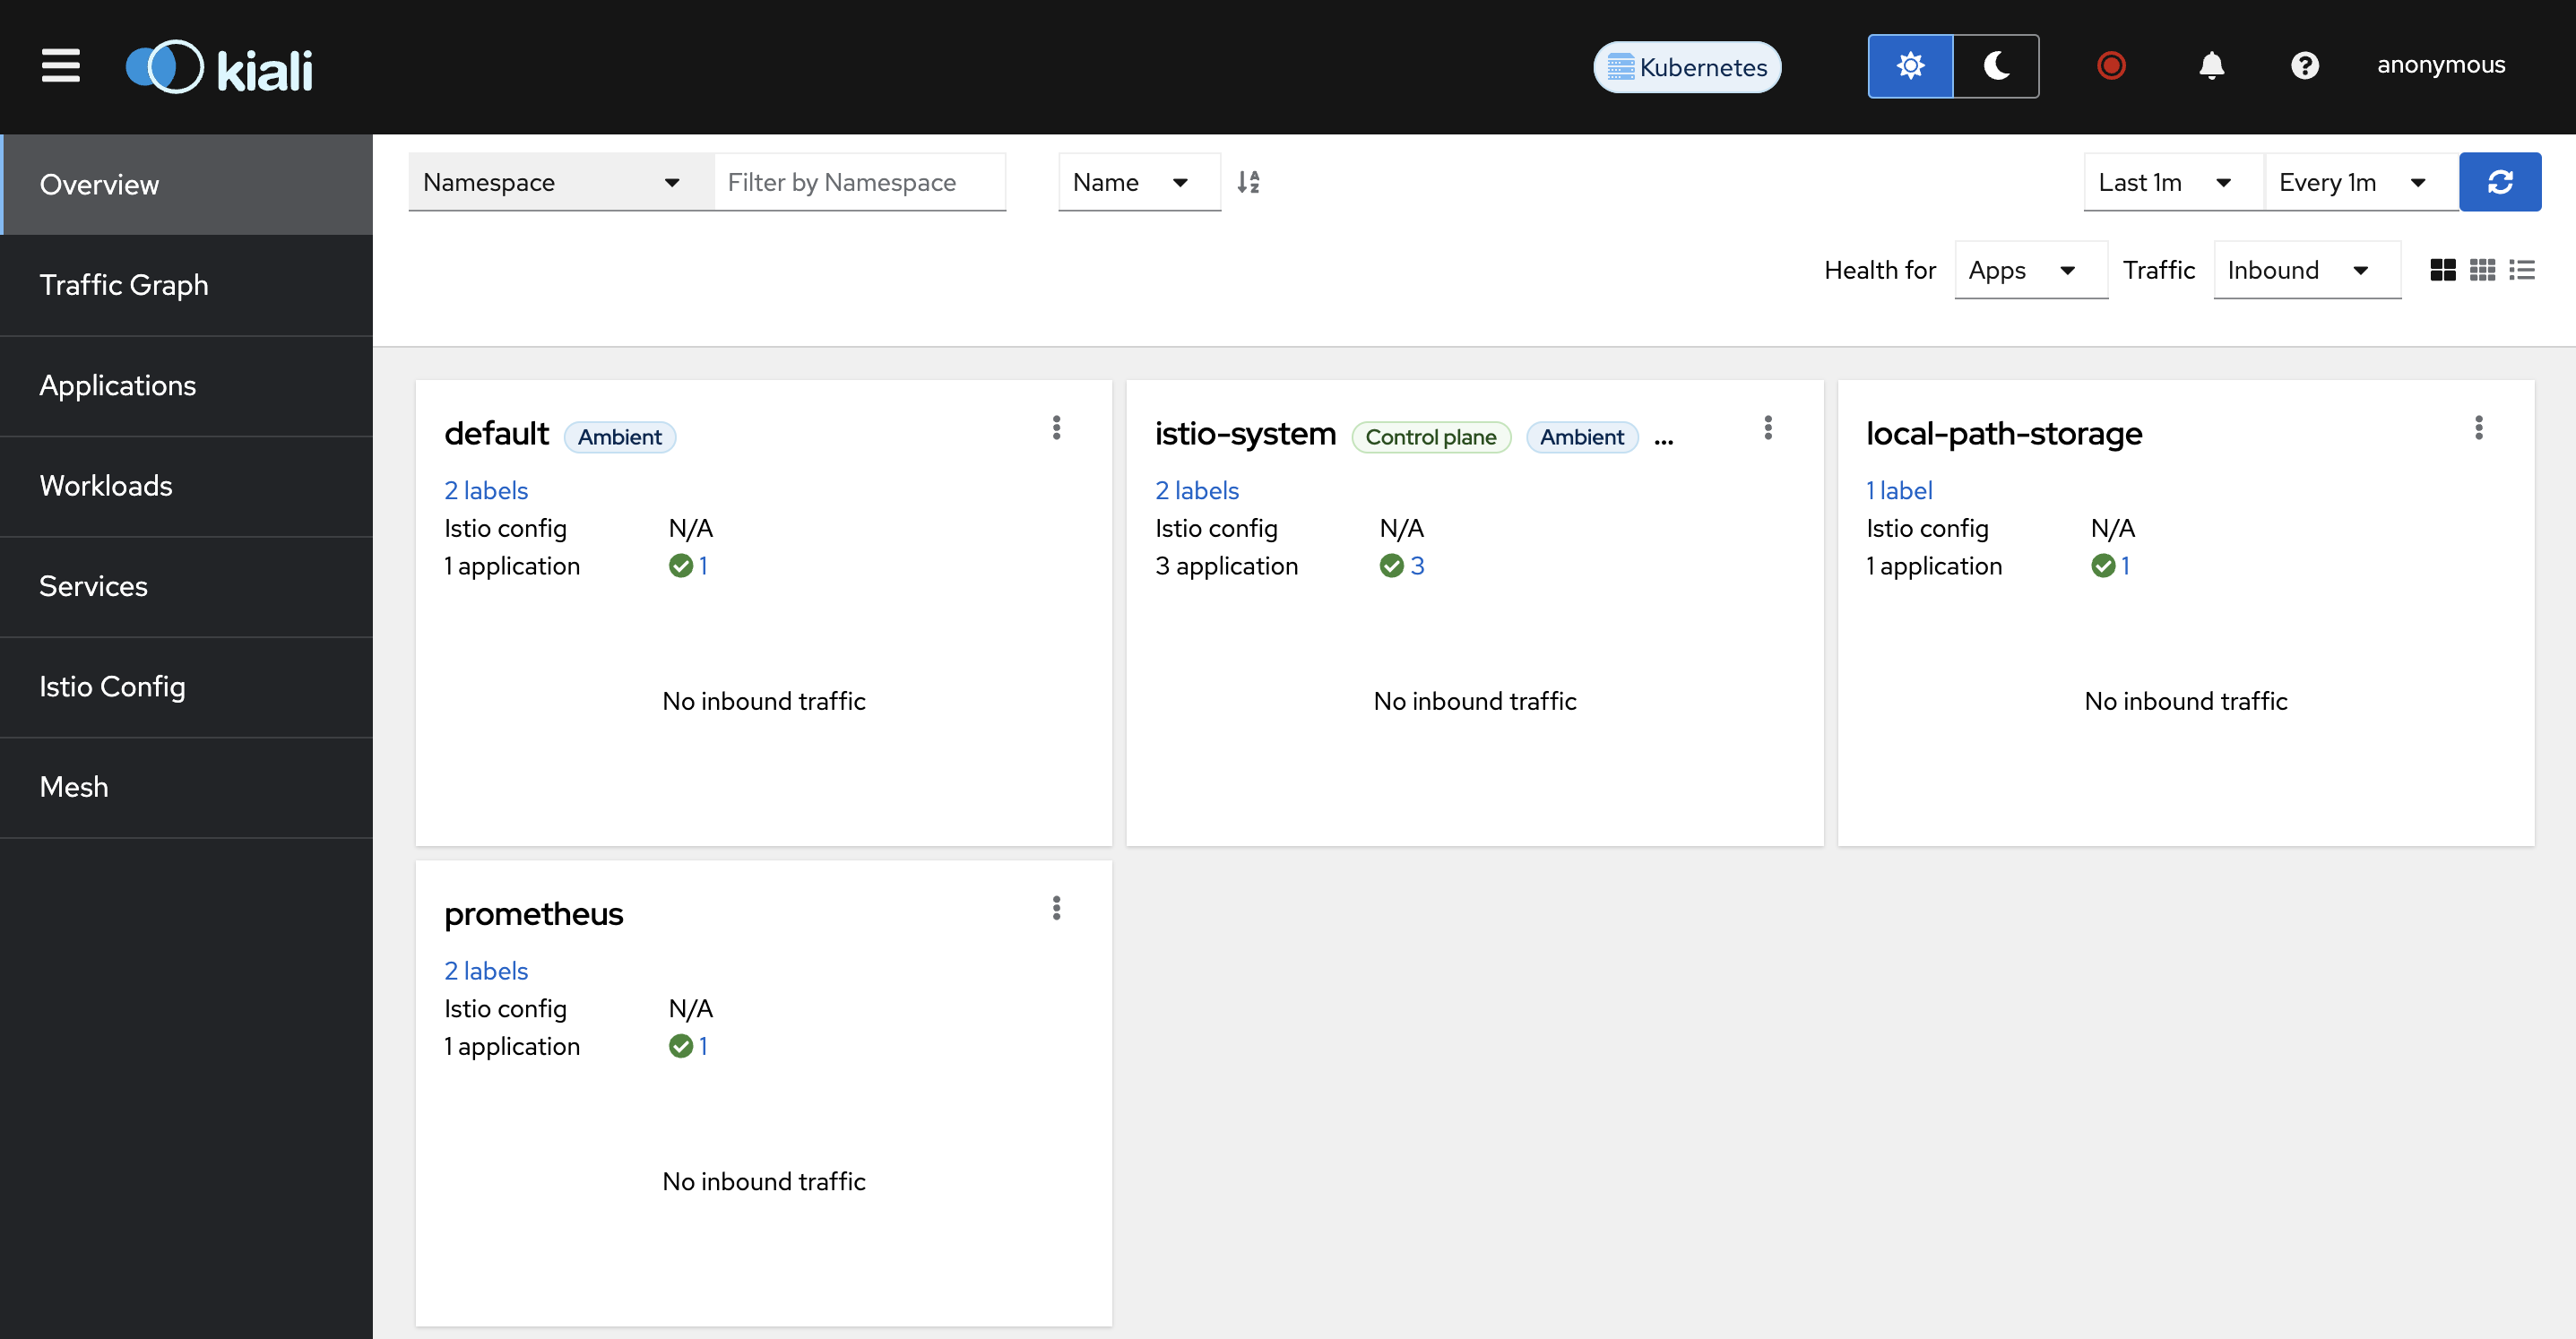 kiali
Kubernetes
anonymous
Overview
Traffic Graph
Applications
Workloads
Services
Istio Config
Mesh
Namespace
Filter by Namespace
Name
Last 1m
Every 1m
Health for
Apps
Traffic
Inbound
default Ambient
2 labels
Istio config N/A
1 application 1
No inbound traffic
istio-system Control plane Ambient ...
2 labels
Istio config N/A
3 application 3
No inbound traffic
local-path-storage
1 label
Istio config N/A
1 application 1
No inbound traffic
prometheus
2 labels
Istio config N/A
1 application 1
No inbound traffic